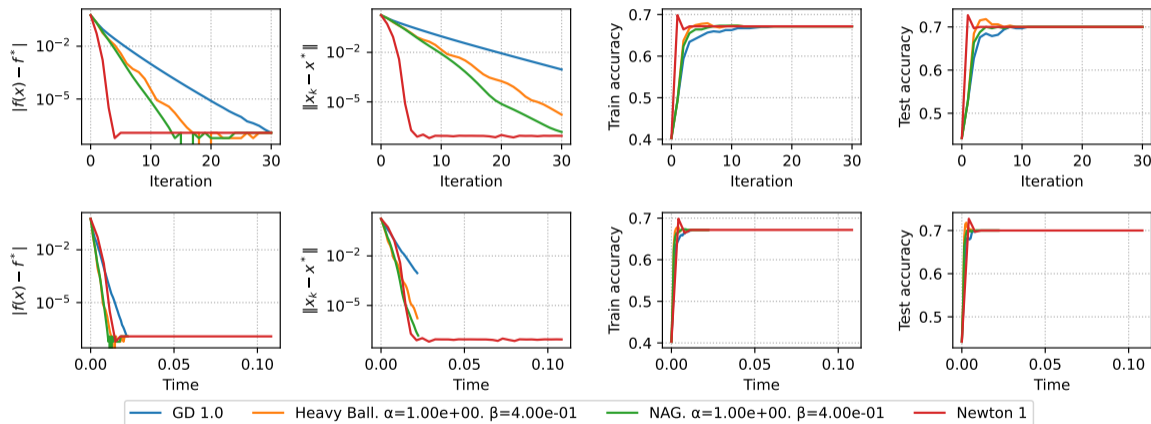 |f(x) − f*|
10⁻²
10⁻⁵
0
10
20
30
Iteration
‖xₖ − x*‖
10⁻²
10⁻⁵
0
10
20
30
Iteration
Train accuracy
0.7
0.6
0.5
0.4
0
10
20
30
Iteration
Test accuracy
0.7
0.6
0.5
0
10
20
30
Iteration
|f(x) − f*|
10⁻²
10⁻⁵
0.00
0.05
0.10
Time
‖xₖ − x*‖
10⁻²
10⁻⁵
0.00
0.05
0.10
Time
Train accuracy
0.7
0.6
0.5
0.4
0.00
0.05
0.10
Time
Test accuracy
0.7
0.6
0.5
0.00
0.05
0.10
Time
GD 1.0 Heavy Ball. α=1.00e+00. β=4.00e-01 NAG. α=1.00e+00. β=4.00e-01 Newton 1